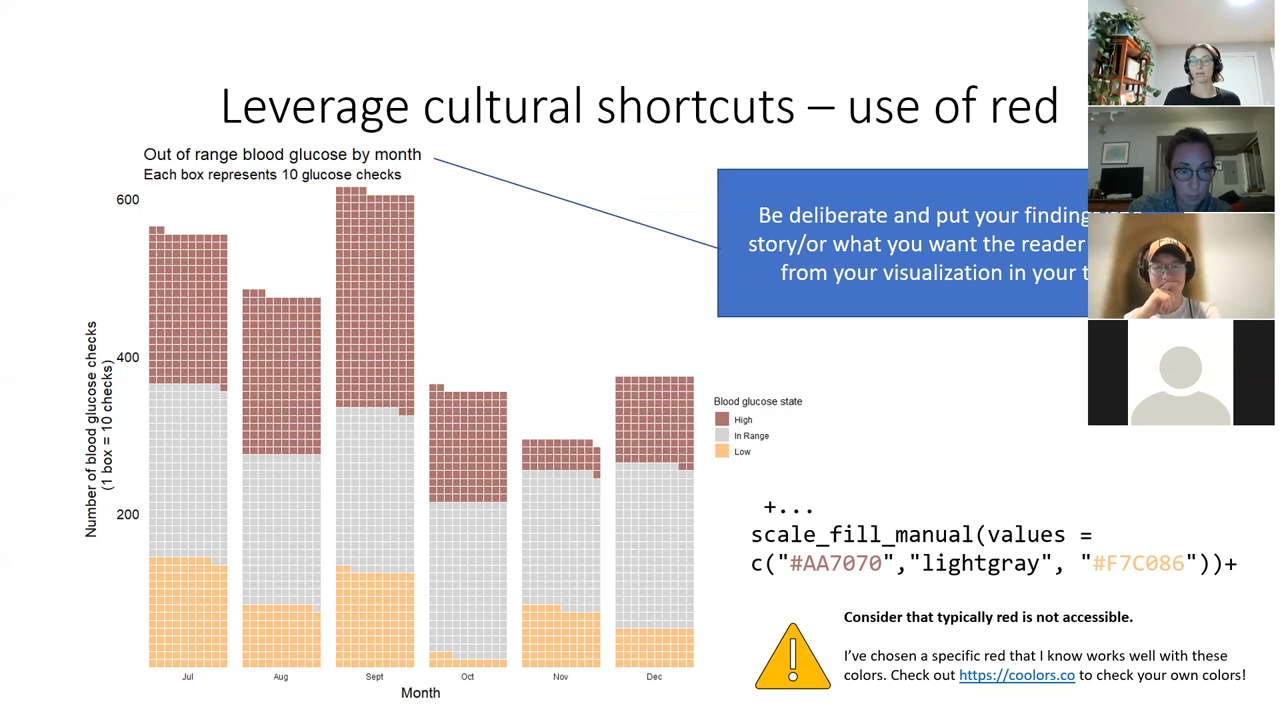 Leverage cultural shortcuts – use of red
Out of range blood glucose by month
Each box represents 10 glucose checks
600
400
200
Number of blood glucose checks
(1 box = 10 checks)
Jul
Aug
Sept
Oct
Nov
Dec
Month
Be deliberate and put your finding
story/or what you want the reader
from your visualization in your
Blood glucose state
High
In Range
Low
+...
scale_fill_manual(values =
c("#AA7070","lightgray", "#F7C086"))+
Consider that typically red is not accessible.
I've chosen a specific red that I know works well with these
colors. Check out https://coolors.co to check your own colors!